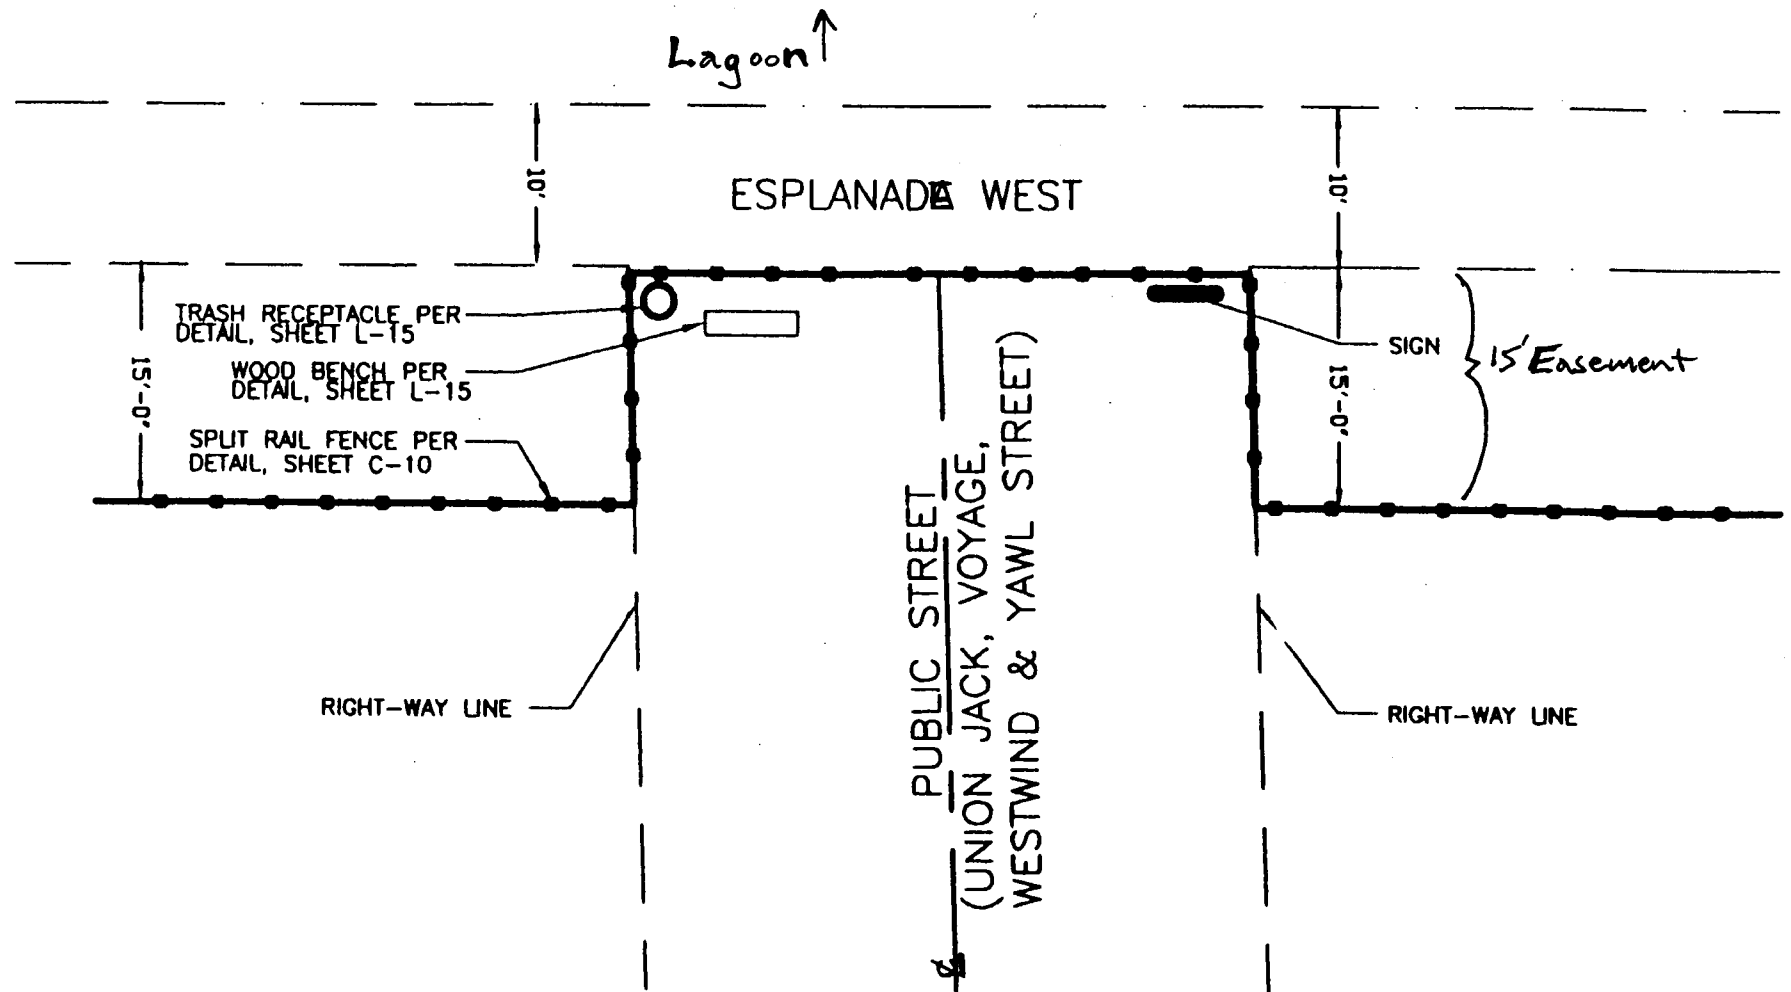 Lagoon
10'
10'
ESPLANADE WEST
TRASH RECEPTACLE PER
DETAIL, SHEET L-15
WOOD BENCH PER
DETAIL, SHEET L-15
SPLIT RAIL FENCE PER
DETAIL, SHEET C-10
15'-0"
SIGN
15'-0"
15' Easement
PUBLIC STREET
(UNION JACK, VOYAGE,
WESTWIND & YAWL STREET)
RIGHT-WAY LINE
RIGHT-WAY LINE